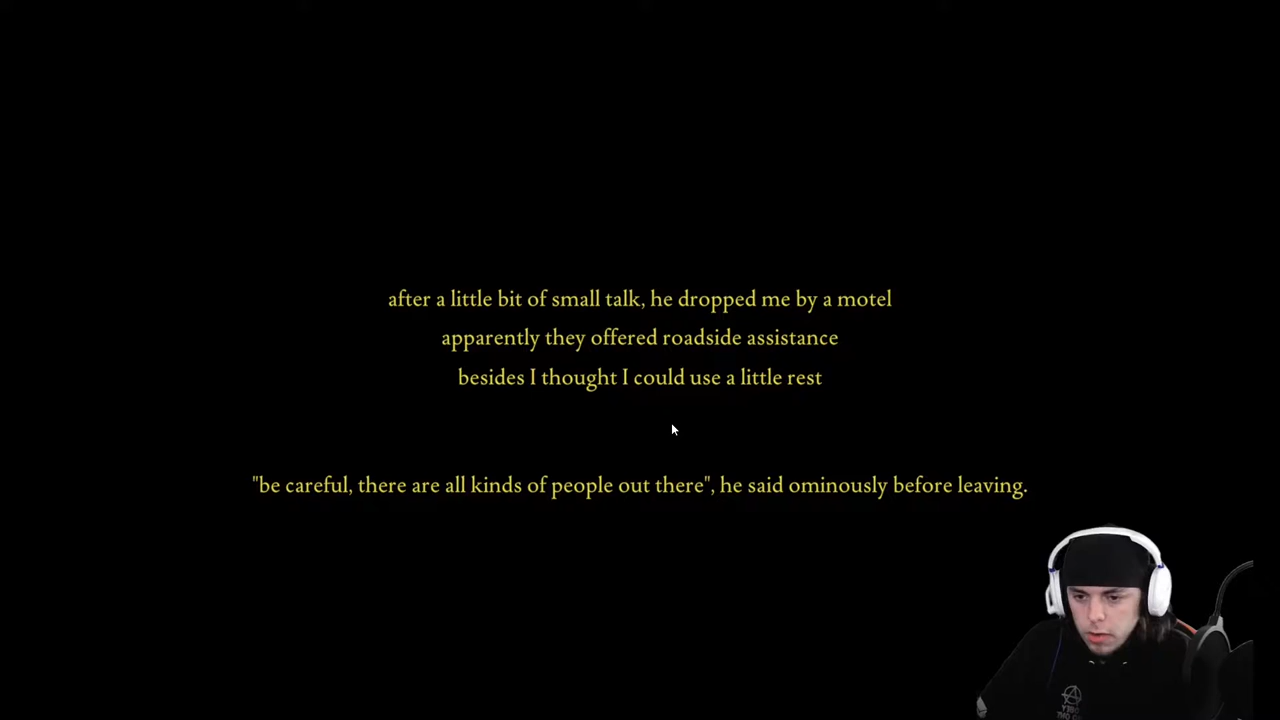 after a little bit of small talk, he dropped me by a motel
apparently they offered roadside assistance
besides I thought I could use a little rest
"be careful, there are all kinds of people out there", he said ominously before leaving.